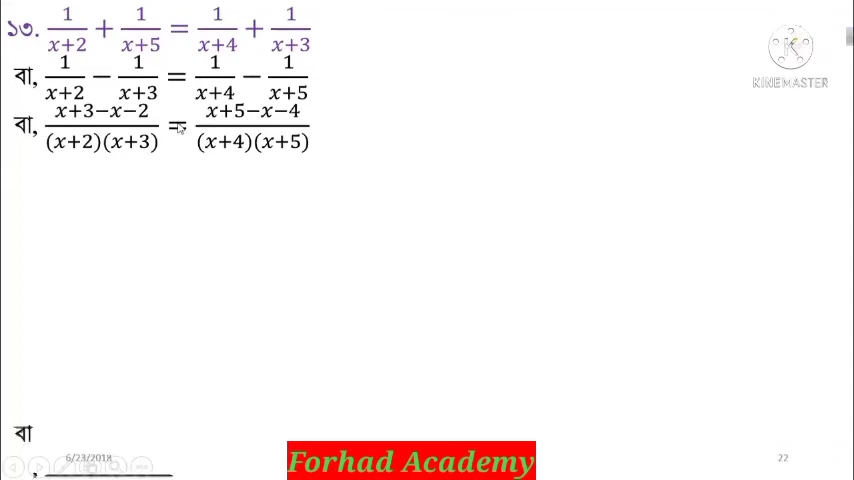 ১৩. 1/(x+2) + 1/(x+5) = 1/(x+4) + 1/(x+3)
বা, 1/(x+2) − 1/(x+3) = 1/(x+4) − 1/(x+5)
বা, (x+3−x−2)/((x+2)(x+3)) = (x+5−x−4)/((x+4)(x+5))
KINEMASTER
বা
,
6/23/2018
Forhad Academy
22